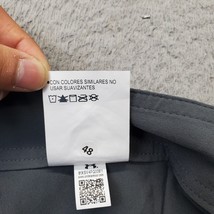 •CON COLORES SIMILARES NO
USAR SUAVIZANTES
48